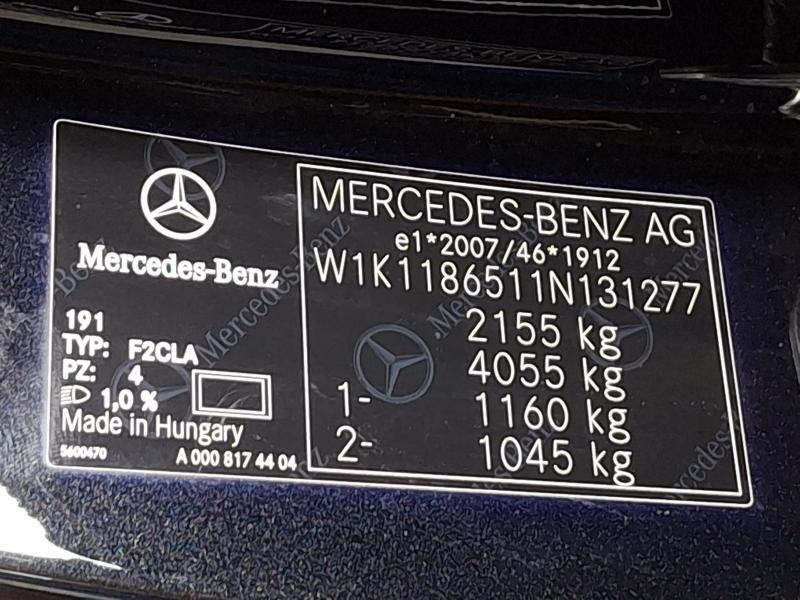 Mercedes-Benz
191
TYP: F2CLA
PZ: 4
1,0 %
Made in Hungary
5600470 A 000 817 44 04
MERCEDES-BENZ AG
e1*2007/46*1912
W1K1186511N131277
2155 kg
4055 kg
1- 1160 kg
2- 1045 kg